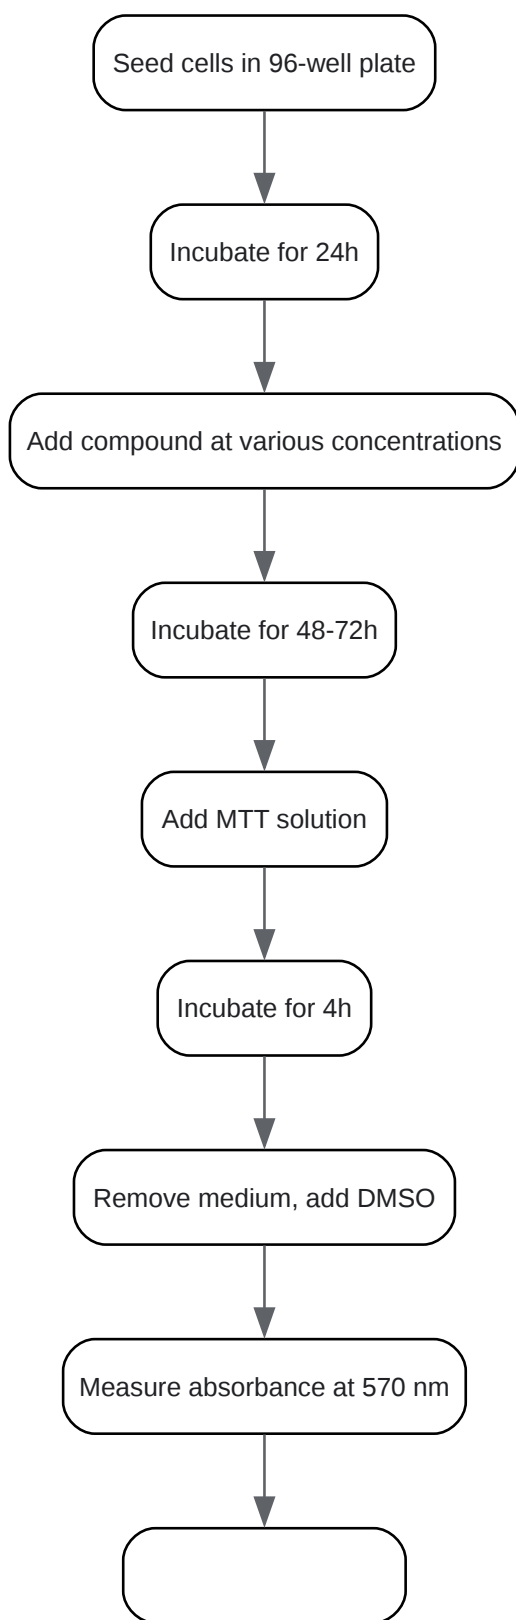 Seed cells in 96-well plate
Incubate for 24h
Add compound at various concentrations
Incubate for 48-72h
Add MTT solution
Incubate for 4h
Remove medium, add DMSO
Measure absorbance at 570 nm